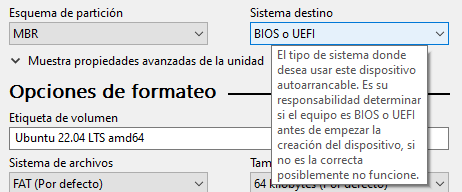 Esquema de partición
Sistema destino
MBR
BIOS o UEFI
Muestra propiedades avanzadas de la unidad
El tipo de sistema donde
desea usar este dispositivo
autoarrancable. Es su
responsabilidad determinar
si el equipo es BIOS o UEFI
antes de empezar la
creación del dispositivo, si
no es la correcta
posiblemente no funcione.
Opciones de formateo
Etiqueta de volumen
Ubuntu 22.04 LTS amd64
Sistema de archivos
FAT (Por defecto)
64 kilobytes (Por defecto)